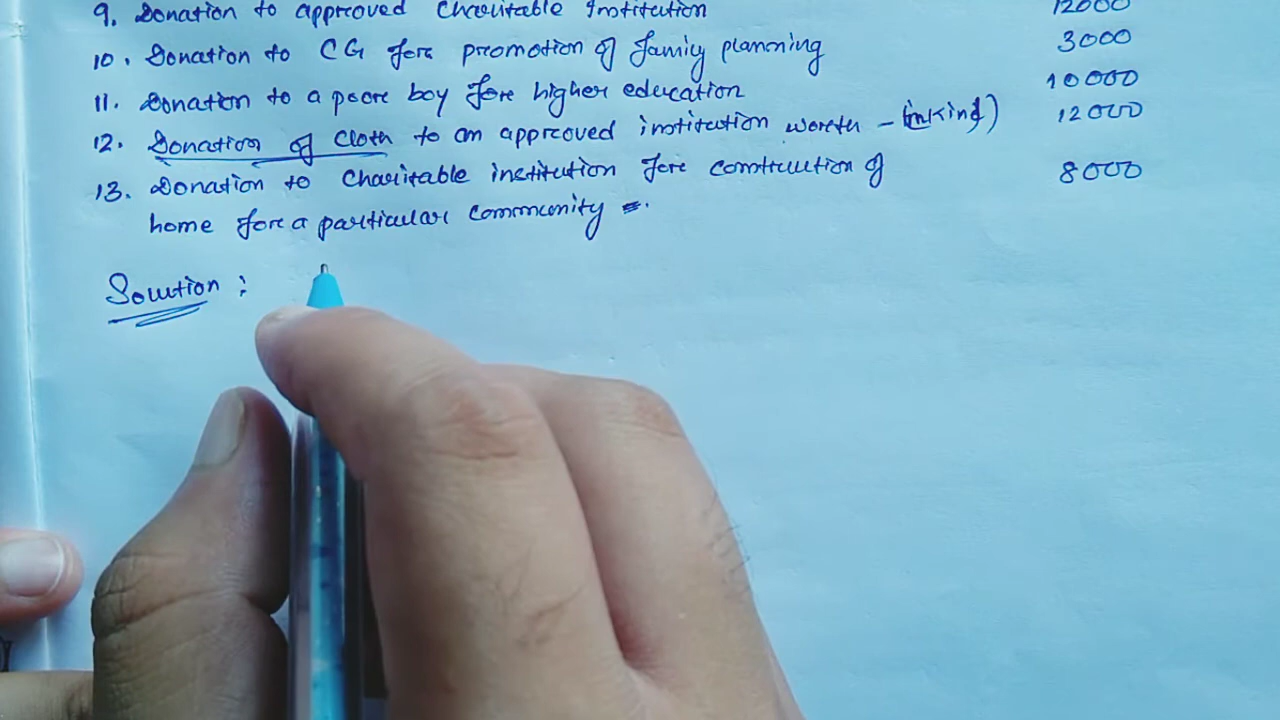 9. Donation to approved Charitable Institution 12000
10. Donation to CG for promotion of Family planning 3000
11. Donation to a poor boy for higher education 10000
12. Donation of Cloth to an approved institution worth - (in kind) 12000
13. Donation to Charitable institution for construction of 8000
home for a particular community.
Solution :